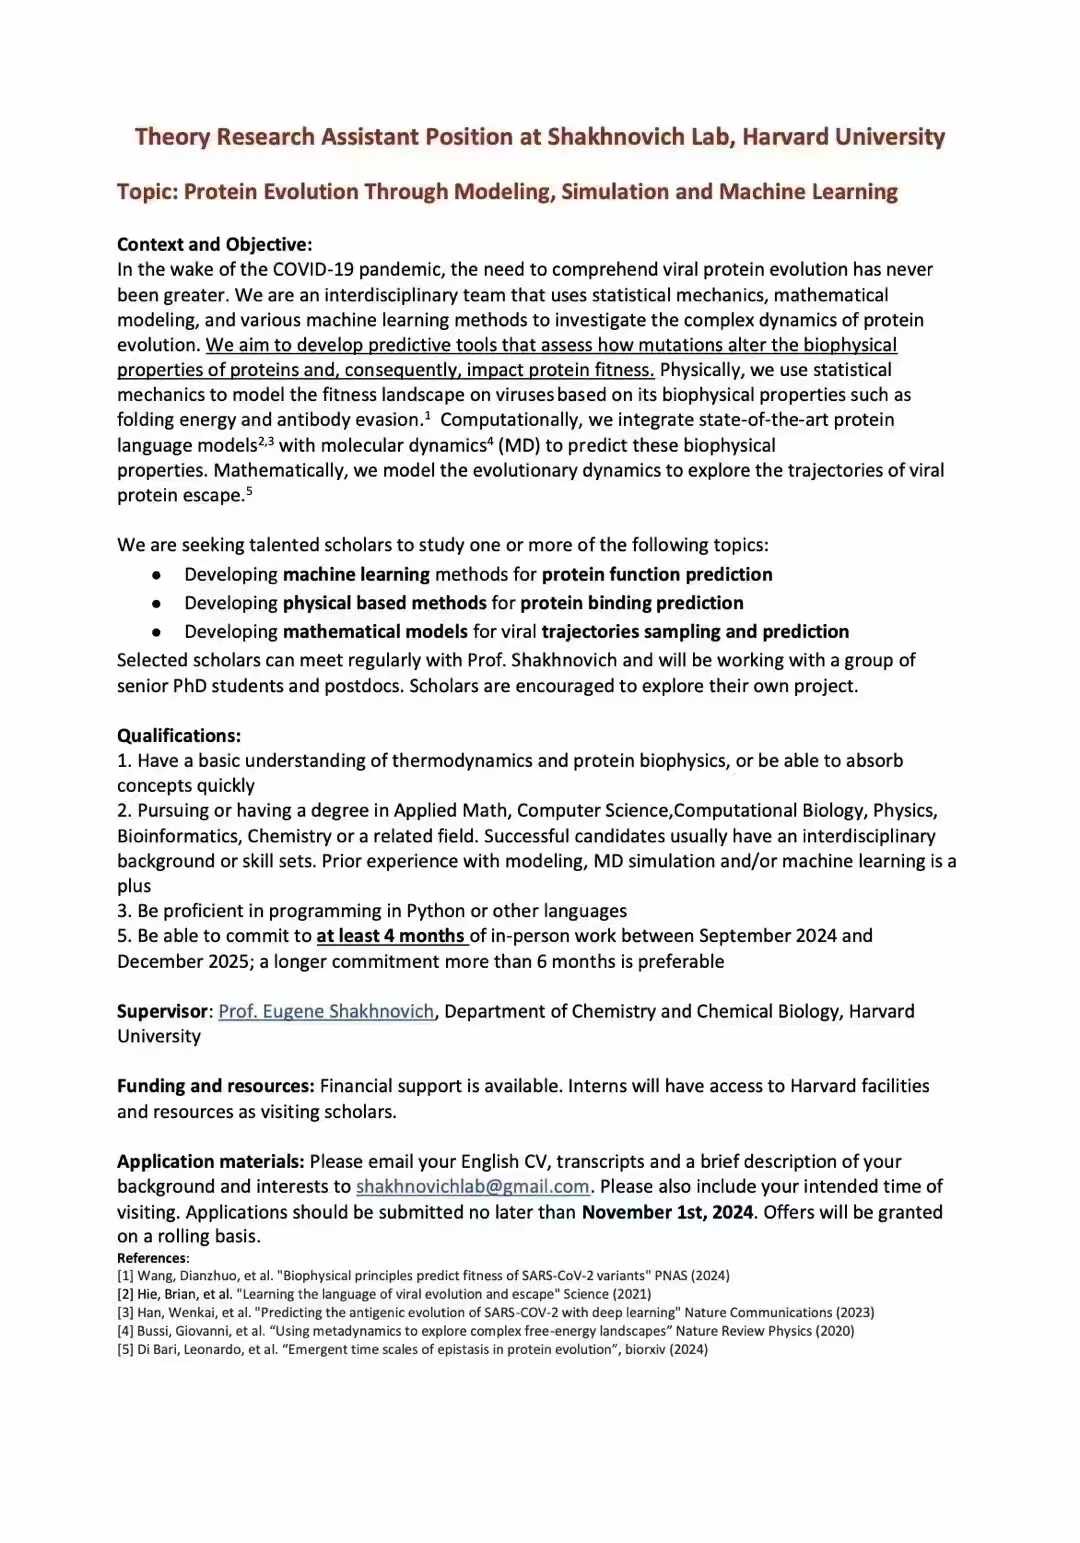 Theory Research Assistant Position at Shakhnovich Lab, Harvard University
Topic: Protein Evolution Through Modeling, Simulation and Machine Learning
Context and Objective:
In the wake of the COVID-19 pandemic, the need to comprehend viral protein evolution has never
been greater. We are an interdisciplinary team that uses statistical mechanics, mathematical
modeling, and various machine learning methods to investigate the complex dynamics of protein
evolution. We aim to develop predictive tools that assess how mutations alter the biophysical
properties of proteins and, consequently, impact protein fitness. Physically, we use statistical
mechanics to model the fitness landscape on viruses based on its biophysical properties such as
folding energy and antibody evasion.¹ Computationally, we integrate state-of-the-art protein
language models²,³ with molecular dynamics⁴ (MD) to predict these biophysical
properties. Mathematically, we model the evolutionary dynamics to explore the trajectories of viral
protein escape.⁵
We are seeking talented scholars to study one or more of the following topics:
● Developing machine learning methods for protein function prediction
● Developing physical based methods for protein binding prediction
● Developing mathematical models for viral trajectories sampling and prediction
Selected scholars can meet regularly with Prof. Shakhnovich and will be working with a group of
senior PhD students and postdocs. Scholars are encouraged to explore their own project.
Qualifications:
1. Have a basic understanding of thermodynamics and protein biophysics, or be able to absorb
concepts quickly
2. Pursuing or having a degree in Applied Math, Computer Science,Computational Biology, Physics,
Bioinformatics, Chemistry or a related field. Successful candidates usually have an interdisciplinary
background or skill sets. Prior experience with modeling, MD simulation and/or machine learning is a
plus
3. Be proficient in programming in Python or other languages
5. Be able to commit to at least 4 months of in-person work between September 2024 and
December 2025; a longer commitment more than 6 months is preferable
Supervisor: Prof. Eugene Shakhnovich, Department of Chemistry and Chemical Biology, Harvard
University
Funding and resources: Financial support is available. Interns will have access to Harvard facilities
and resources as visiting scholars.
Application materials: Please email your English CV, transcripts and a brief description of your
background and interests to shakhnovichlab@gmail.com. Please also include your intended time of
visiting. Applications should be submitted no later than November 1st, 2024. Offers will be granted
on a rolling basis.
References:
[1] Wang, Dianzhuo, et al. "Biophysical principles predict fitness of SARS-CoV-2 variants" PNAS (2024)
[2] Hie, Brian, et al. "Learning the language of viral evolution and escape" Science (2021)
[3] Han, Wenkai, et al. "Predicting the antigenic evolution of SARS-COV-2 with deep learning" Nature Communications (2023)
[4] Bussi, Giovanni, et al. “Using metadynamics to explore complex free-energy landscapes” Nature Review Physics (2020)
[5] Di Bari, Leonardo, et al. “Emergent time scales of epistasis in protein evolution”, biorxiv (2024)